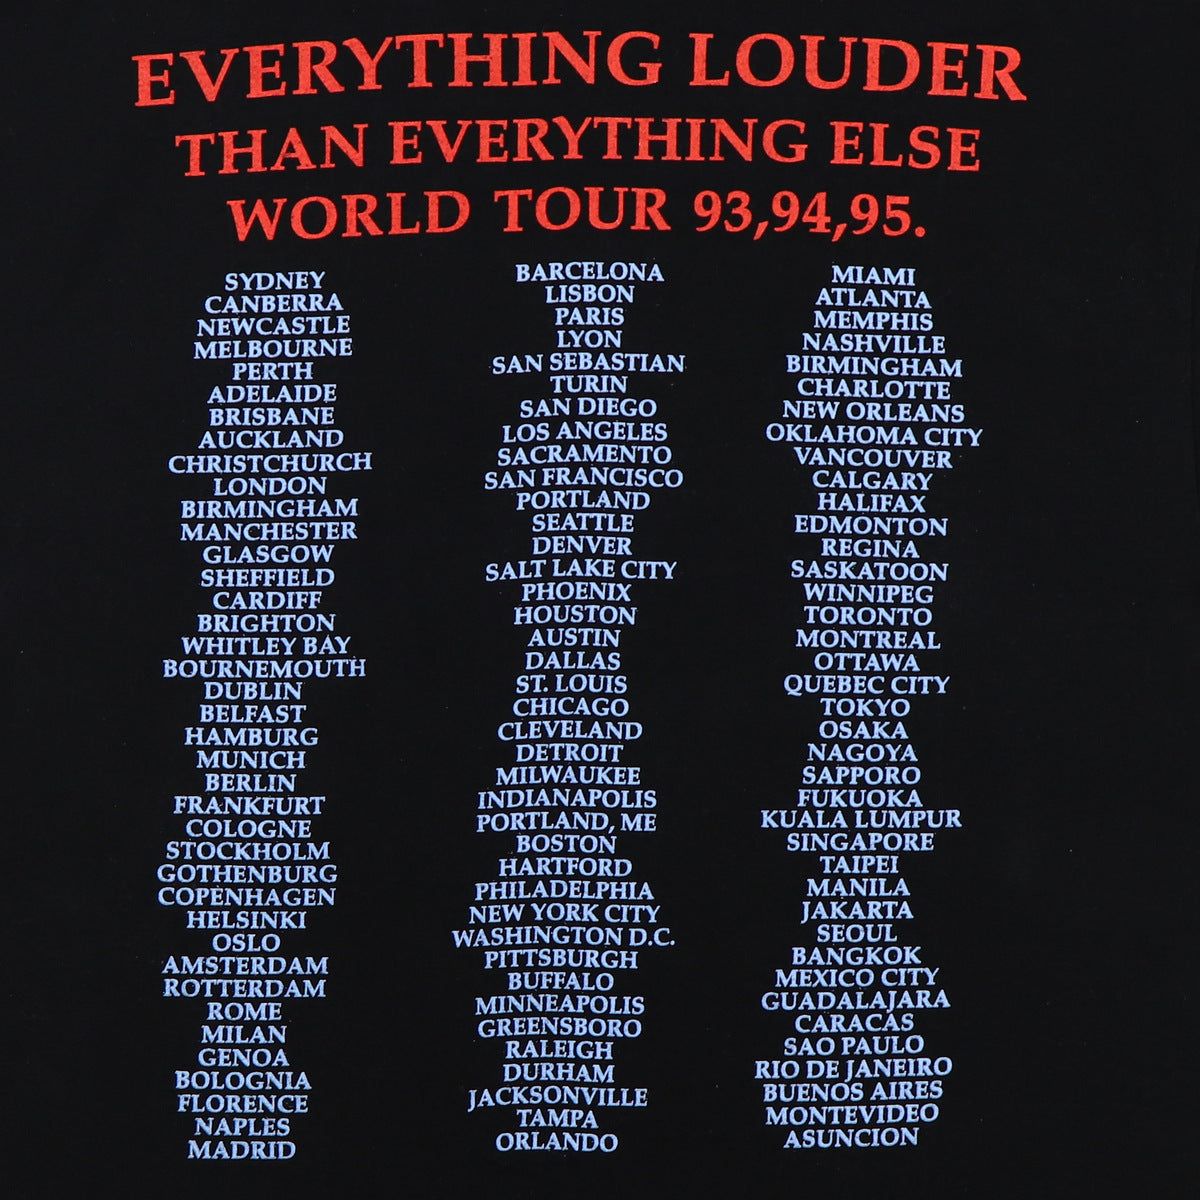 EVERYTHING LOUDER
THAN EVERYTHING ELSE
WORLD TOUR 93,94,95.
SYDNEY
CANBERRA
NEWCASTLE
MELBOURNE
PERTH
ADELAIDE
BRISBANE
AUCKLAND
CHRISTCHURCH
LONDON
BIRMINGHAM
MANCHESTER
GLASGOW
SHEFFIELD
CARDIFF
BRIGHTON
WHITLEY BAY
BOURNEMOUTH
DUBLIN
BELFAST
HAMBURG
MUNICH
BERLIN
FRANKFURT
COLOGNE
STOCKHOLM
GOTHENBURG
COPENHAGEN
HELSINKI
OSLO
AMSTERDAM
ROTTERDAM
ROME
MILAN
GENOA
BOLOGNIA
FLORENCE
NAPLES
MADRID
BARCELONA
LISBON
PARIS
LYON
SAN SEBASTIAN
TURIN
SAN DIEGO
LOS ANGELES
SACRAMENTO
SAN FRANCISCO
PORTLAND
SEATTLE
DENVER
SALT LAKE CITY
PHOENIX
HOUSTON
AUSTIN
DALLAS
ST. LOUIS
CHICAGO
CLEVELAND
DETROIT
MILWAUKEE
INDIANAPOLIS
PORTLAND, ME
BOSTON
HARTFORD
PHILADELPHIA
NEW YORK CITY
WASHINGTON D.C.
PITTSBURGH
BUFFALO
MINNEAPOLIS
GREENSBORO
RALEIGH
DURHAM
JACKSONVILLE
TAMPA
ORLANDO
MIAMI
ATLANTA
MEMPHIS
NASHVILLE
BIRMINGHAM
CHARLOTTE
NEW ORLEANS
OKLAHOMA CITY
VANCOUVER
CALGARY
HALIFAX
EDMONTON
REGINA
SASKATOON
WINNIPEG
TORONTO
MONTREAL
OTTAWA
QUEBEC CITY
TOKYO
OSAKA
NAGOYA
SAPPORO
FUKUOKA
KUALA LUMPUR
SINGAPORE
TAIPEI
MANILA
JAKARTA
SEOUL
BANGKOK
MEXICO CITY
GUADALAJARA
CARACAS
SAO PAULO
RIO DE JANEIRO
BUENOS AIRES
MONTEVIDEO
ASUNCION